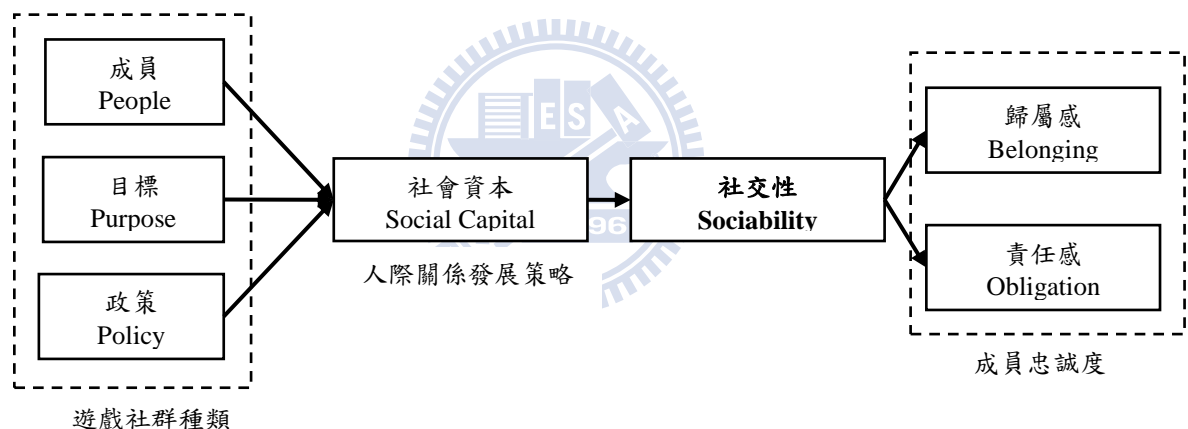 成員
People
目標
Purpose
政策
Policy
遊戲社群種類
社會資本
Social Capital
人際關係發展策略
社交性
Sociability
歸屬感
Belonging
責任感
Obligation
成員忠誠度
E S A
96